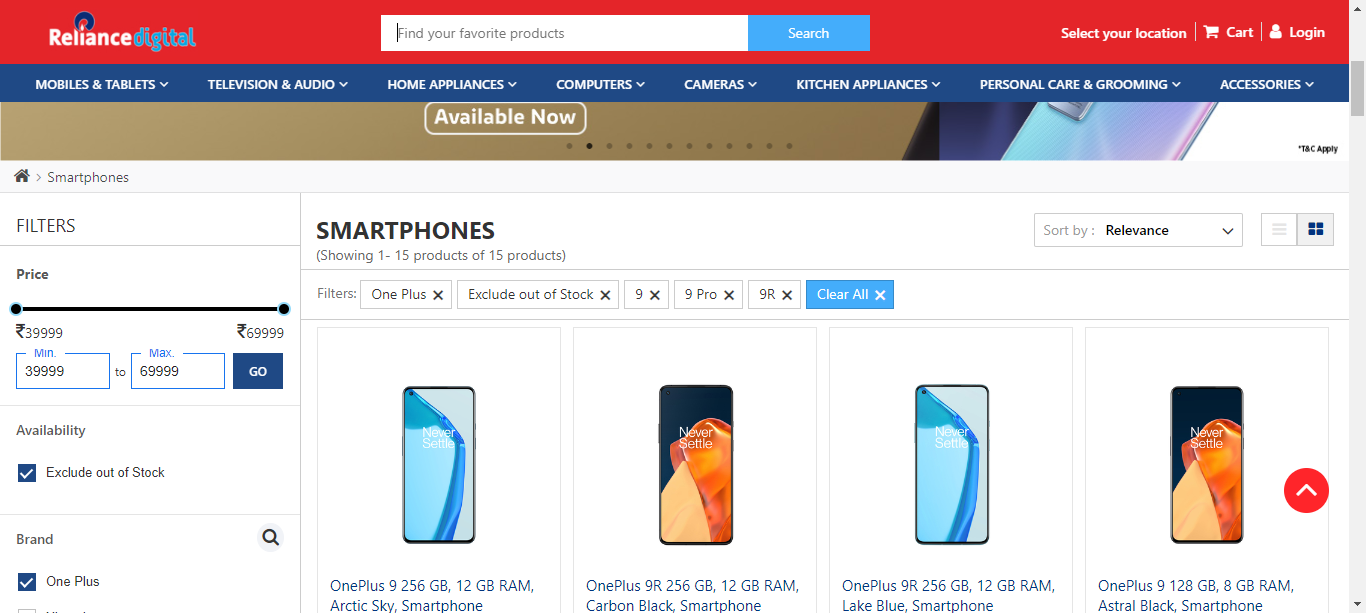 Reliance digital
Find your favorite products
Search
Select your location
Cart
Login
MOBILES & TABLETS
TELEVISION & AUDIO
HOME APPLIANCES
COMPUTERS
CAMERAS
KITCHEN APPLIANCES
PERSONAL CARE & GROOMING
ACCESSORIES
Available Now
*T&C Apply
Smartphones
FILTERS
Price
₹39999
₹69999
Min.
39999
to
Max.
69999
GO
Availability
Exclude out of Stock
Brand
One Plus
SMARTPHONES
(Showing 1- 15 products of 15 products)
Sort by : Relevance
Filters:
One Plus
Exclude out of Stock
9
9 Pro
9R
Clear All
Never
Settle
OnePlus 9 256 GB, 12 GB RAM,
Arctic Sky, Smartphone
Never
Settle
OnePlus 9R 256 GB, 12 GB RAM,
Carbon Black, Smartphone
Never
Settle
OnePlus 9R 256 GB, 12 GB RAM,
Lake Blue, Smartphone
Never
Settle
OnePlus 9 128 GB, 8 GB RAM,
Astral Black, Smartphone